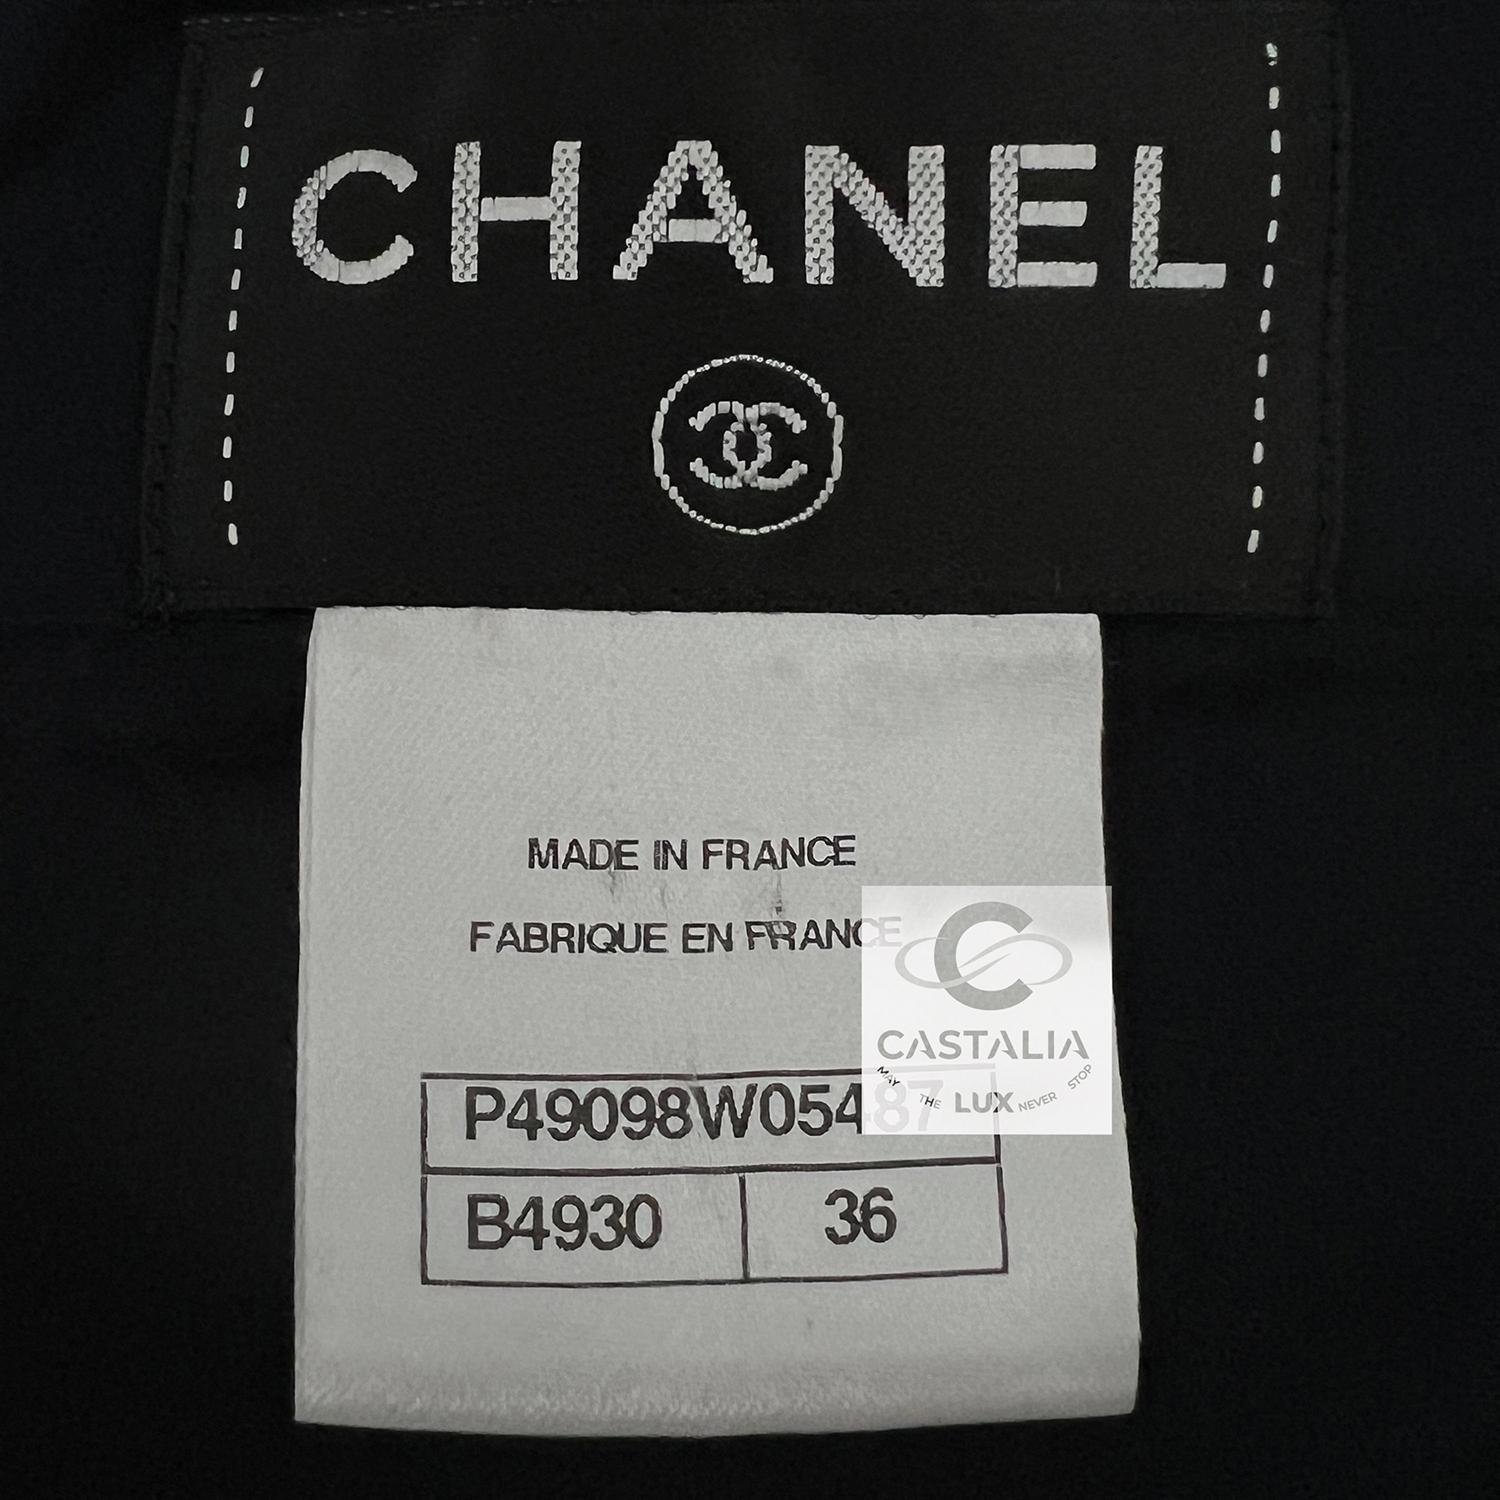 CHANEL
MADE IN FRANCE
FABRIQUE EN FRANCE
P49098W05487
B4930 36
CASTALIA
MAY THE LUX NEVER STOP